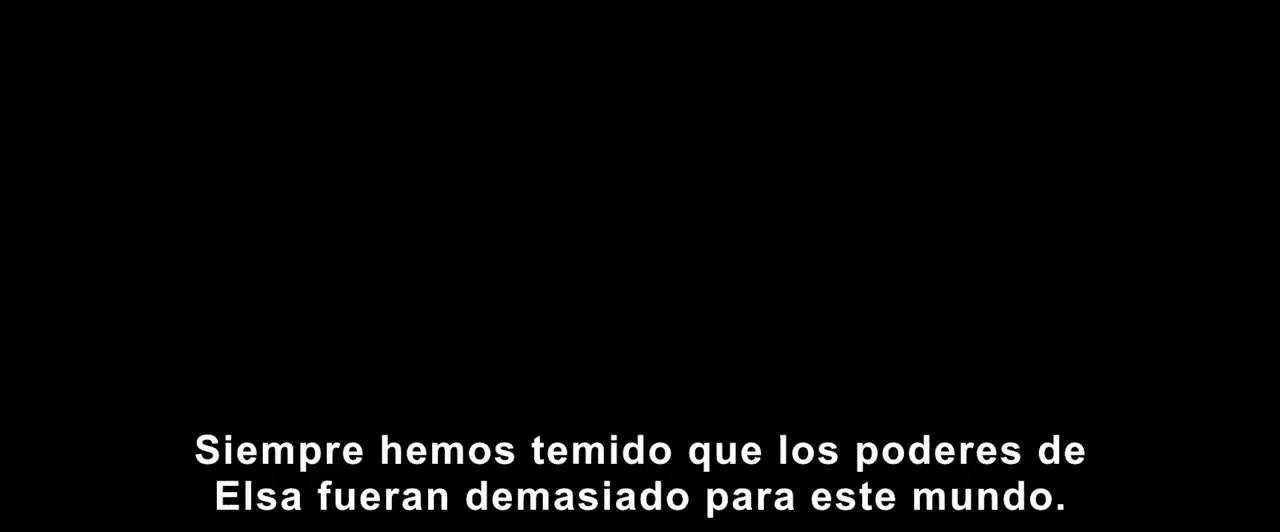 Siempre hemos temido que los poderes de
Elsa fueran demasiado para este mundo.